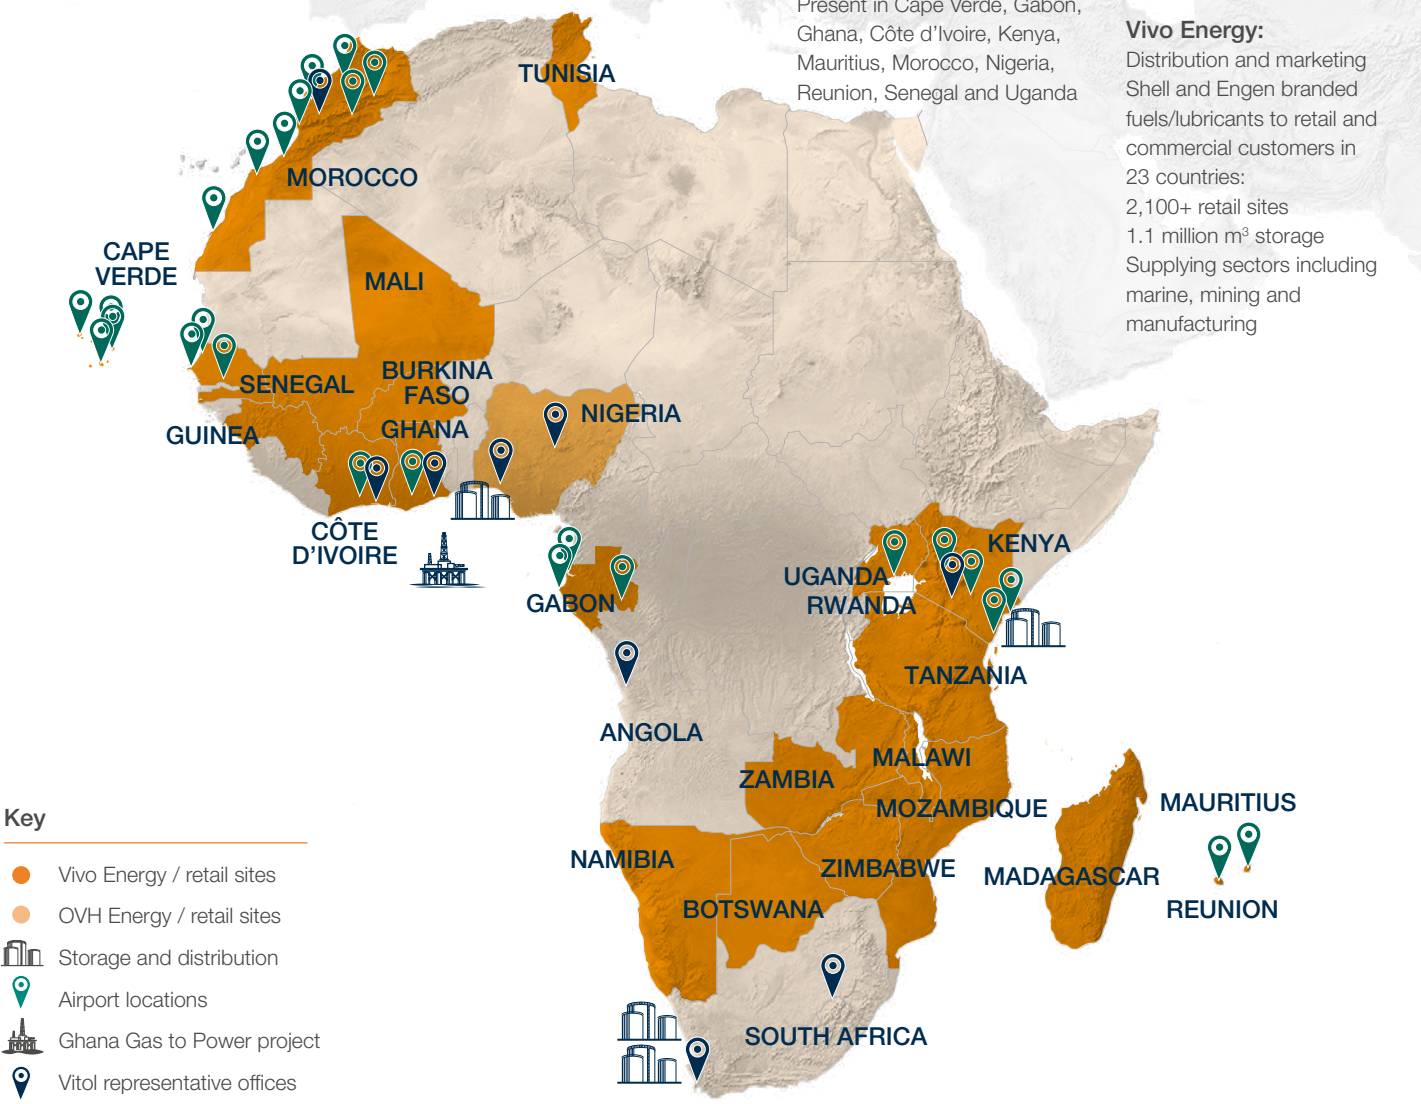 Present in Cape Verde, Gabon,
Ghana, Côte d’Ivoire, Kenya,
Mauritius, Morocco, Nigeria,
Reunion, Senegal and Uganda
Vivo Energy:
Distribution and marketing
Shell and Engen branded
fuels/lubricants to retail and
commercial customers in
23 countries:
2,100+ retail sites
1.1 million m³ storage
Supplying sectors including
marine, mining and
manufacturing
TUNISIA
MOROCCO
CAPE
VERDE
MALI
SENEGAL
BURKINA
FASO
GUINEA
GHANA
NIGERIA
CÔTE
D’IVOIRE
GABON
UGANDA
KENYA
RWANDA
TANZANIA
ANGOLA
ZAMBIA
MALAWI
MOZAMBIQUE
MAURITIUS
NAMIBIA
ZIMBABWE
MADAGASCAR
BOTSWANA
REUNION
SOUTH AFRICA
Key
Vivo Energy / retail sites
OVH Energy / retail sites
Storage and distribution
Airport locations
Ghana Gas to Power project
Vitol representative offices